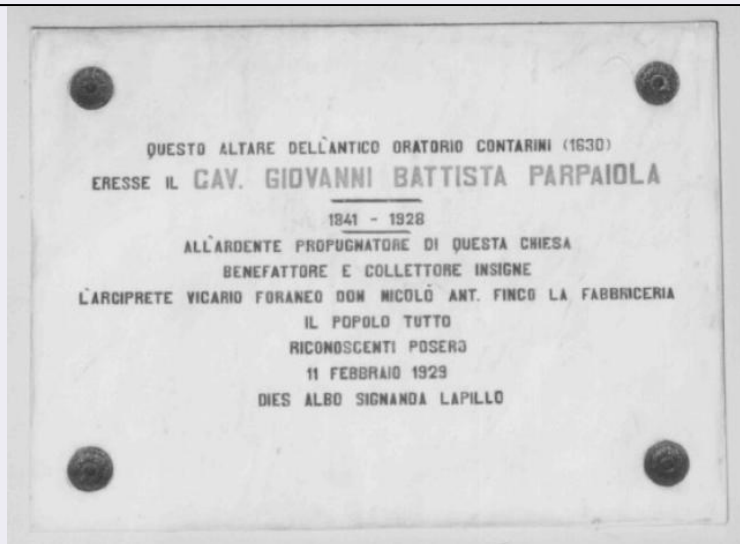 QUESTO ALTARE DELL'ANTICO ORATORIO CONTARINI (1630)
ERESSE IL CAV. GIOVANNI BATTISTA PARPAIOLA
1841 - 1928
ALL'ARDENTE PROPUGNATORE DI QUESTA CHIESA
BENEFATTORE E COLLETTORE INSIGNE
L'ARCIPRETE VICARIO FORANEO DON NICOLÒ ANT. FINCO LA FABBRICERIA
IL POPOLO TUTTO
RICONOSCENTI POSERO
11 FEBBRAIO 1929
DIES ALBO SIGNANDA LAPILLO